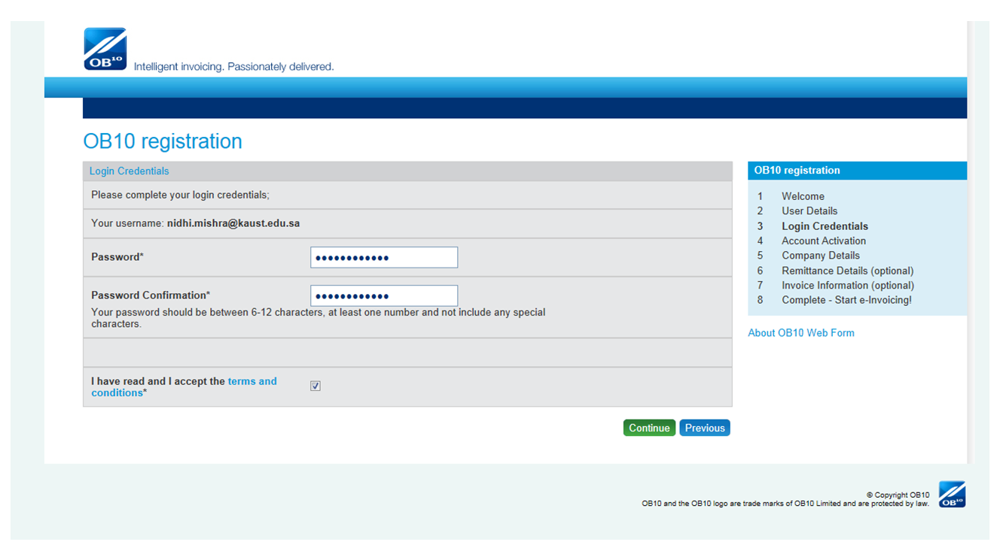 OB10
Intelligent invoicing. Passionately delivered.
OB10 registration
Login Credentials
Please complete your login credentials;
Your username: nidhi.mishra@kaust.edu.sa
Password* ●●●●●●●●●●●●
Password Confirmation* ●●●●●●●●●●●●
Your password should be between 6-12 characters, at least one number and not include any special
characters.
I have read and I accept the terms and
conditions*
Continue Previous
OB10 registration
1 Welcome
2 User Details
3 Login Credentials
4 Account Activation
5 Company Details
6 Remittance Details (optional)
7 Invoice Information (optional)
8 Complete - Start e-Invoicing!
About OB10 Web Form
© Copyright OB10
OB10 and the OB10 logo are trade marks of OB10 Limited and are protected by law.
OB10